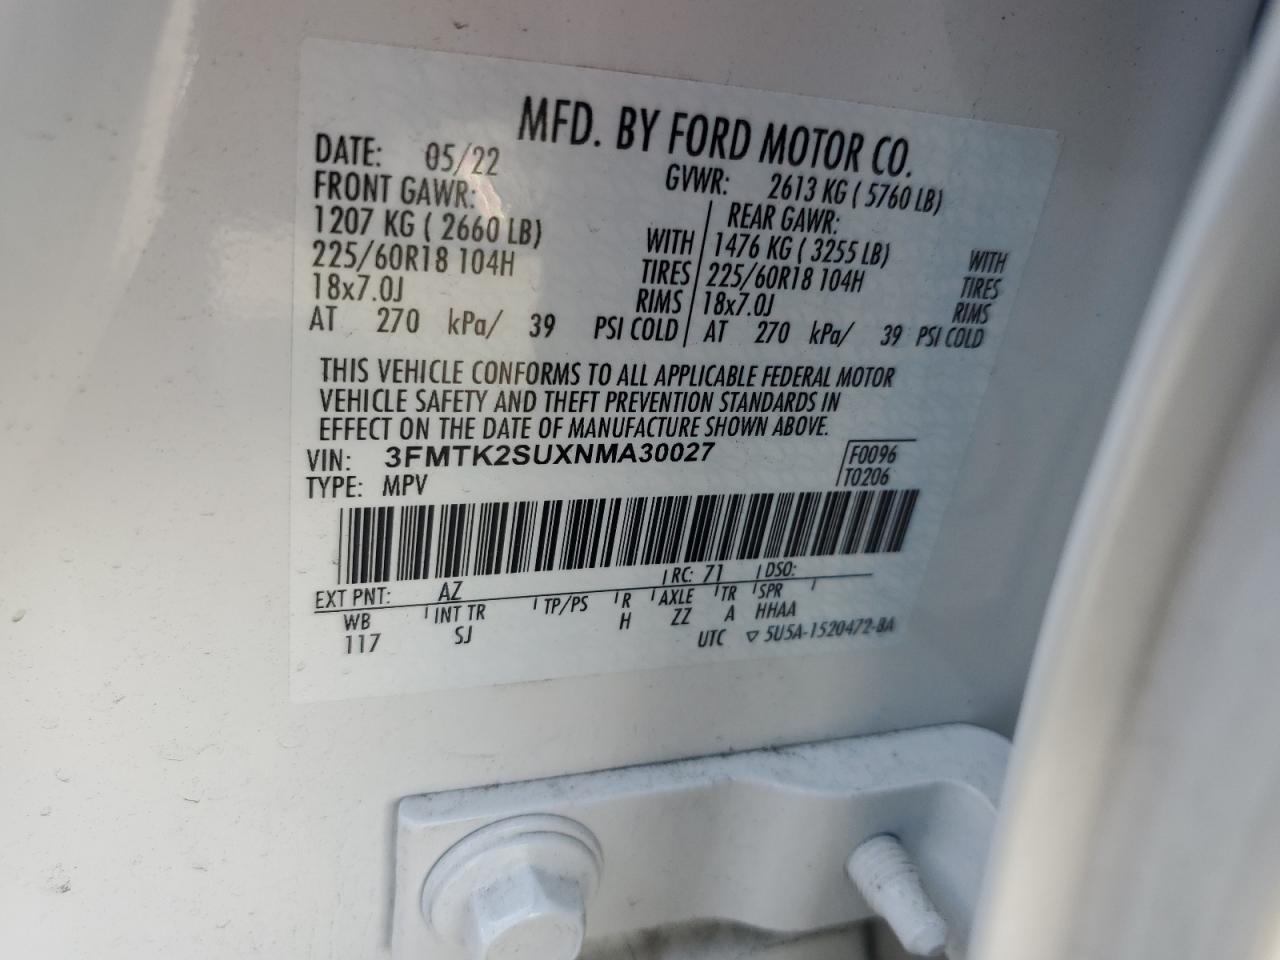 MFD. BY FORD MOTOR CO.
DATE: 05/22 GVWR: 2613 KG ( 5760 LB)
FRONT GAWR: REAR GAWR:
1207 KG ( 2660 LB) WITH 1476 KG ( 3255 LB) WITH
225/60R18 104H TIRES 225/60R18 104H TIRES
18x7.0J RIMS 18x7.0J RIMS
AT 270 kPa/ 39 PSI COLD AT 270 kPa/ 39 PSI COLD
THIS VEHICLE CONFORMS TO ALL APPLICABLE FEDERAL MOTOR
VEHICLE SAFETY AND THEFT PREVENTION STANDARDS IN
EFFECT ON THE DATE OF MANUFACTURE SHOWN ABOVE.
VIN: 3FMTK2SUXNMA30027 F0096
TYPE: MPV T0206
EXT PNT: AZ RC: 71 DSO:
WB INT TR TP/PS R AXLE TR SPR
117 SJ H ZZ A HHAA
UTC ▽ 5U5A-1520472-BA